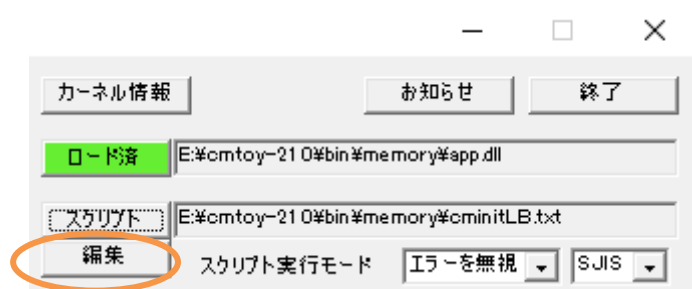 カーネル情報 お知らせ 終了
ロード済 E:¥cmtoy-210¥bin¥memory¥app.dll
スクリプト E:¥cmtoy-210¥bin¥memory¥cminitLB.txt
編集 スクリプト実行モード エラーを無視 SJIS